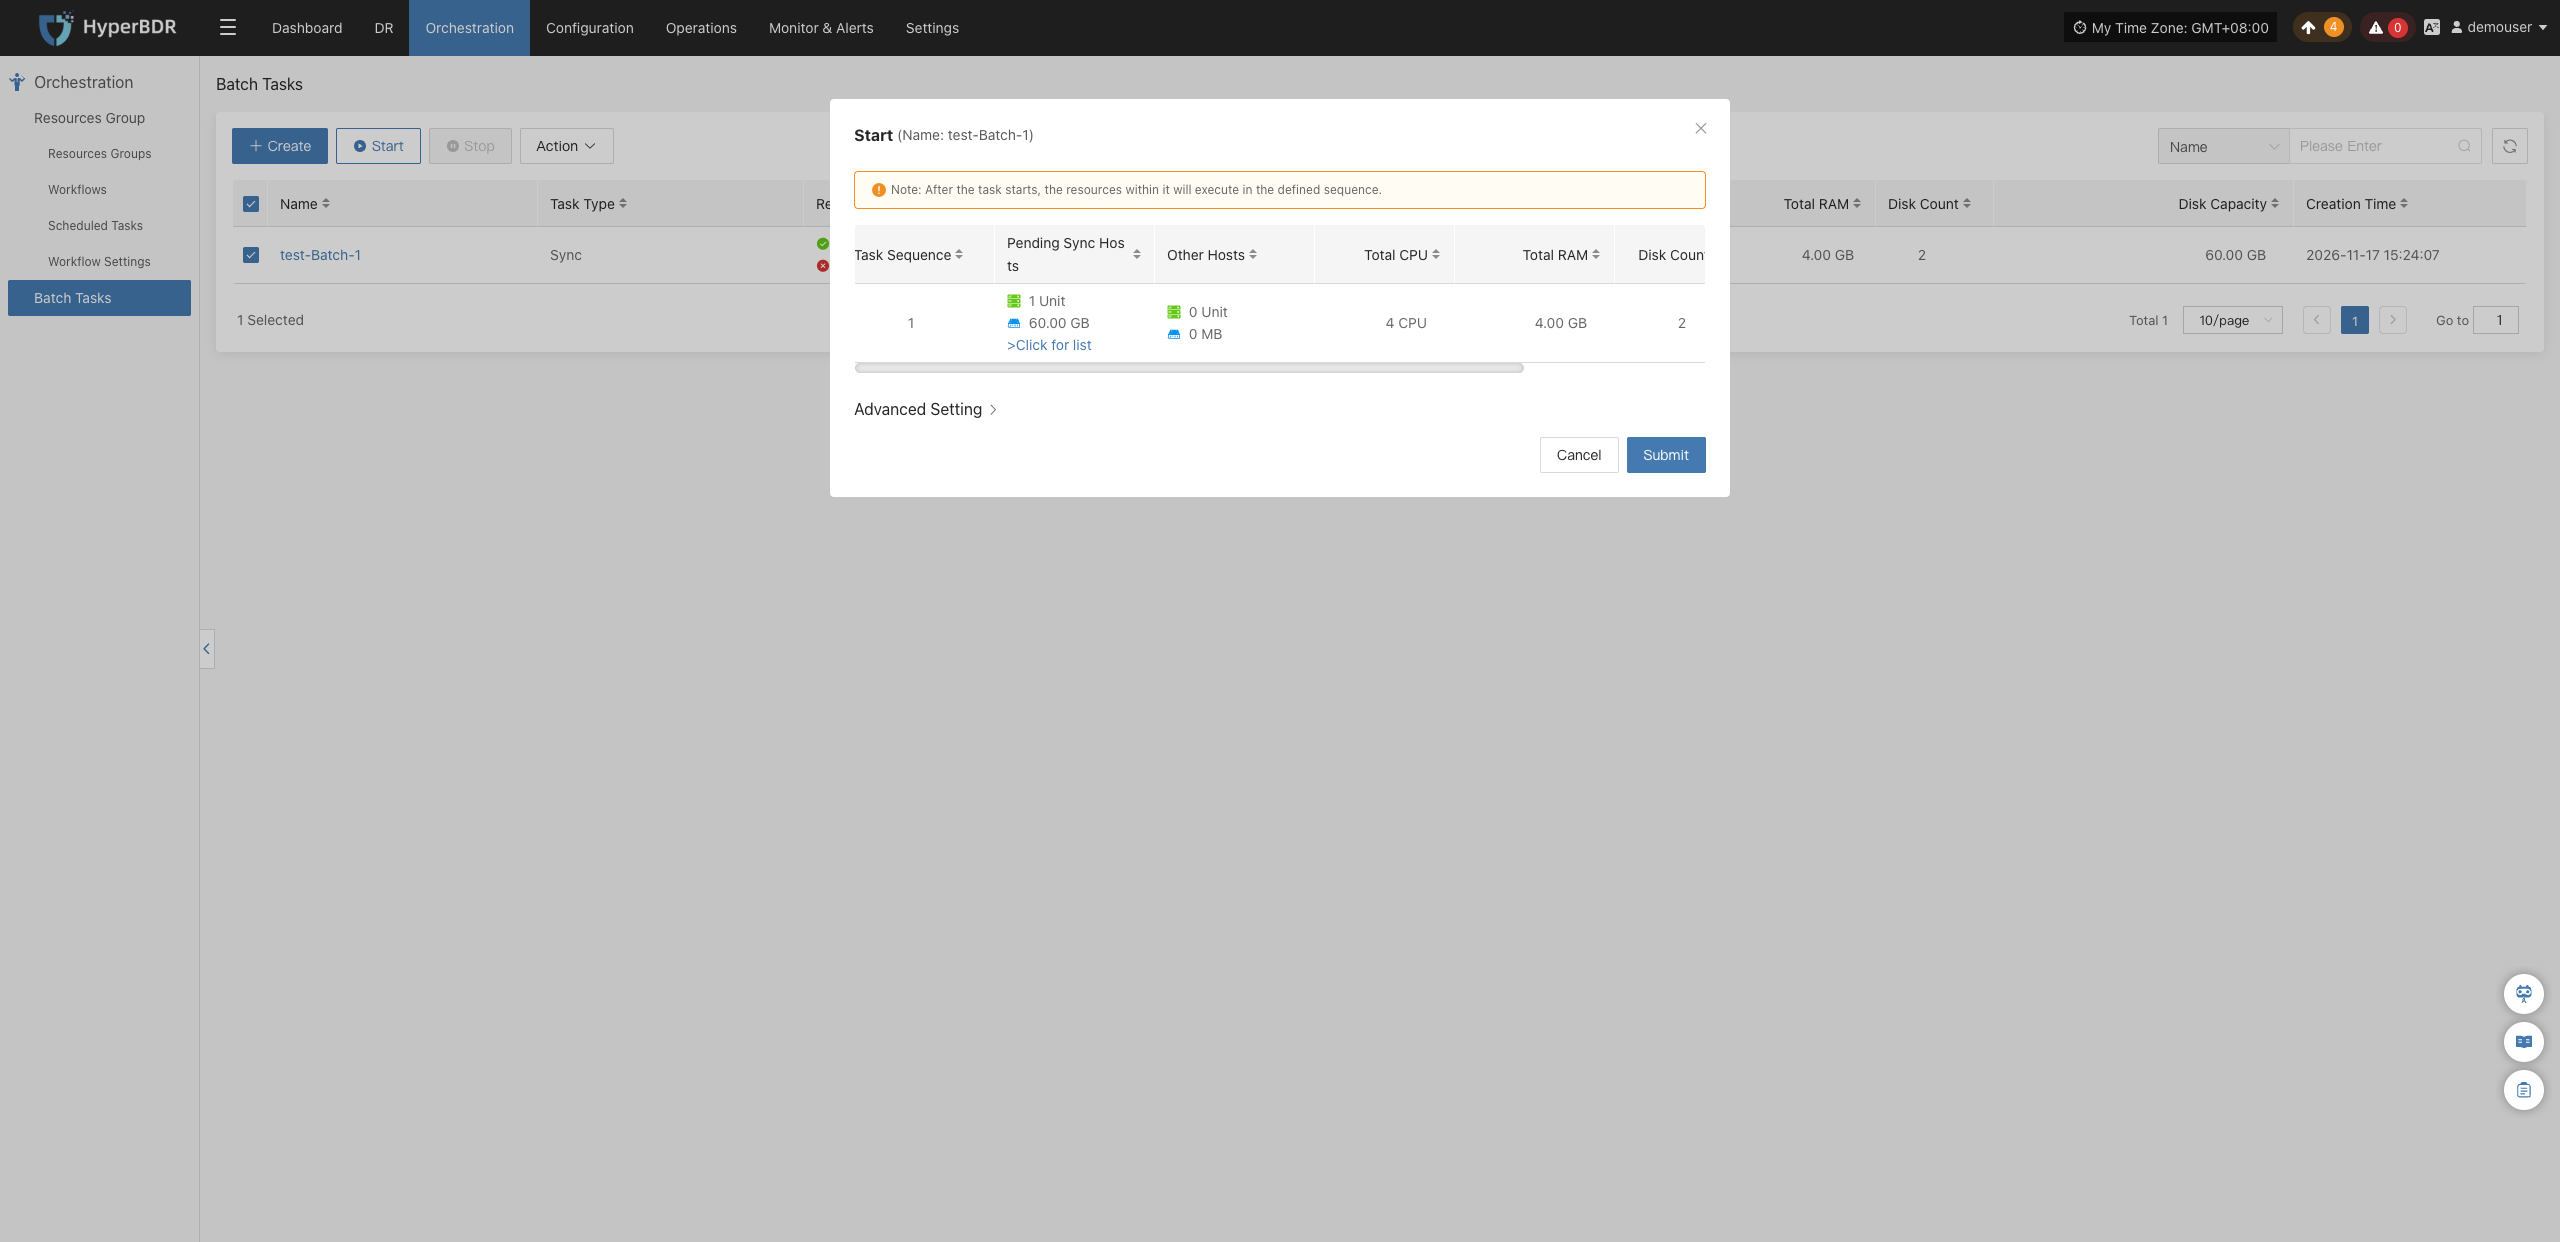 HyperBDR
Dashboard
DR
Orchestration
Configuration
Operations
Monitor & Alerts
Settings
My Time Zone: GMT+08:00
4
0
demouser
Orchestration
Resources Group
Resources Groups
Workflows
Scheduled Tasks
Workflow Settings
Batch Tasks
Batch Tasks
Create
Start
Stop
Action
Name
Please Enter
Name
Task Type
Re
Total RAM
Disk Count
Disk Capacity
Creation Time
test-Batch-1
Sync
4.00 GB
2
60.00 GB
2026-11-17 15:24:07
1 Selected
Total 1
10/page
1
Go to
1
Start (Name: test-Batch-1)
Note: After the task starts, the resources within it will execute in the defined sequence.
Task Sequence
Pending Sync Hos
ts
Other Hosts
Total CPU
Total RAM
Disk Coun
1
1 Unit
60.00 GB
>Click for list
0 Unit
0 MB
4 CPU
4.00 GB
2
Advanced Setting
Cancel
Submit